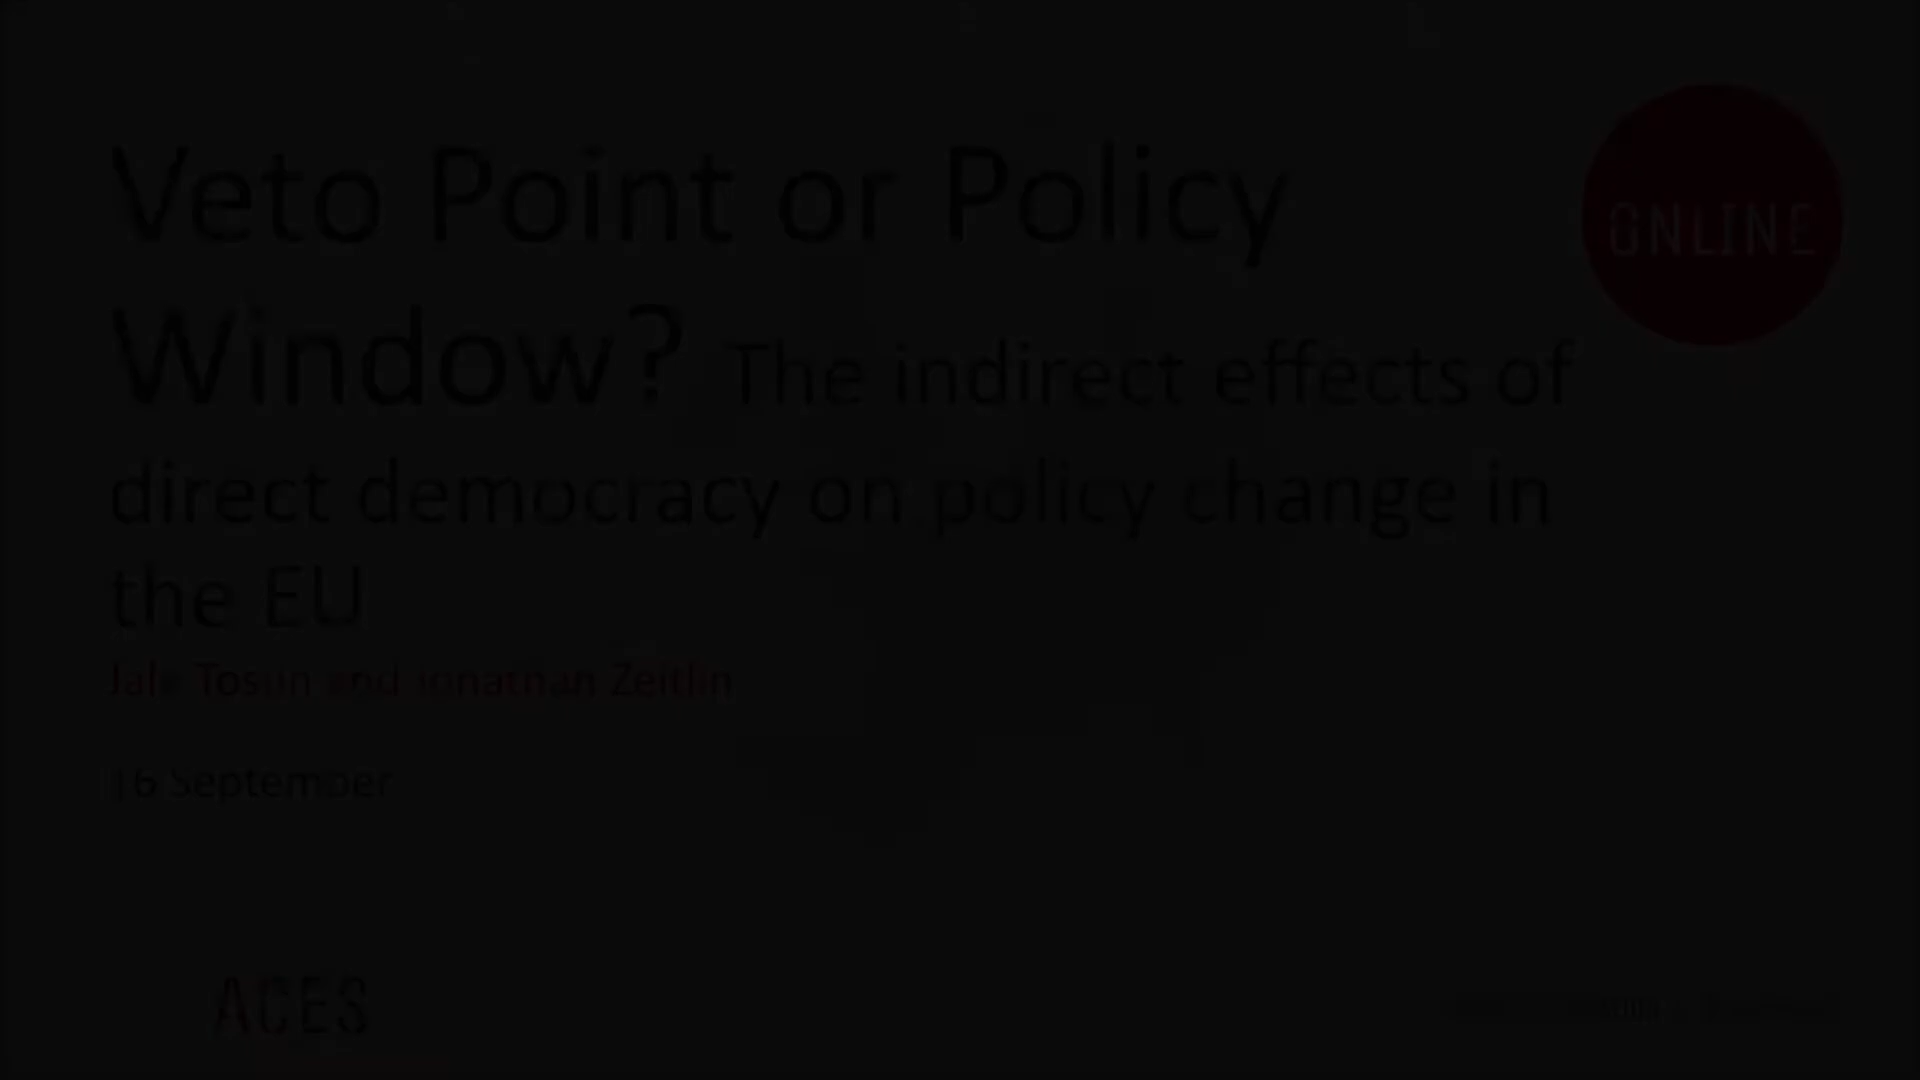 Veto Point or Policy
Window? The indirect effects of
direct democracy on policy change in
the EU
Jale Tosun and Jonathan Zeitlin
16 September
ONLINE
ACES